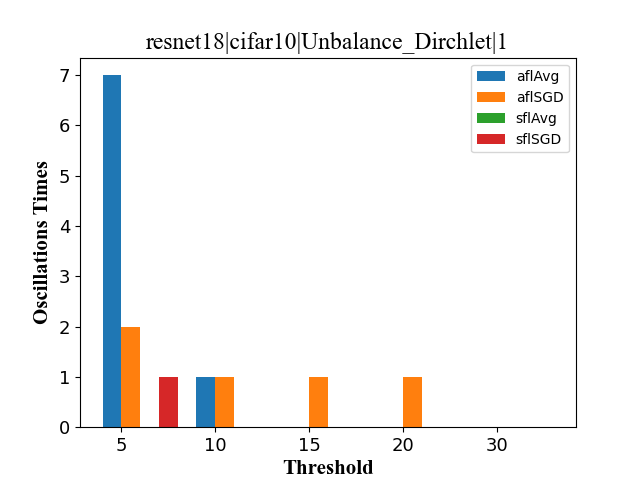 resnet18|cifar10|Unbalance_Dirchlet|1
aflAvg
aflSGD
sflAvg
sflSGD
Oscillations Times
7
6
5
4
3
2
1
0
5 10 15 20 30
Threshold